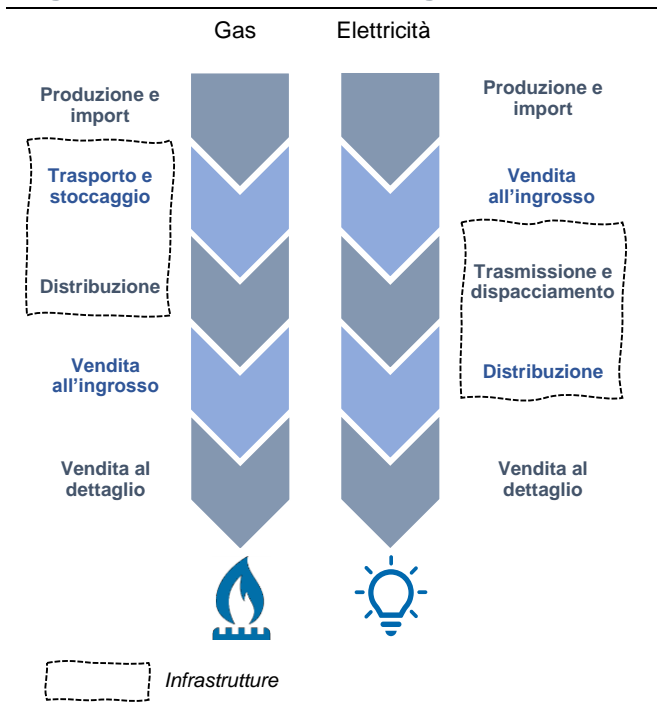 Gas
Elettricità
Produzione e
import
Trasporto e
stoccaggio
Distribuzione
Vendita
all’ingrosso
Vendita al
dettaglio
Produzione e
import
Vendita
all’ingrosso
Trasmissione e
dispacciamento
Distribuzione
Vendita al
dettaglio
Infrastrutture